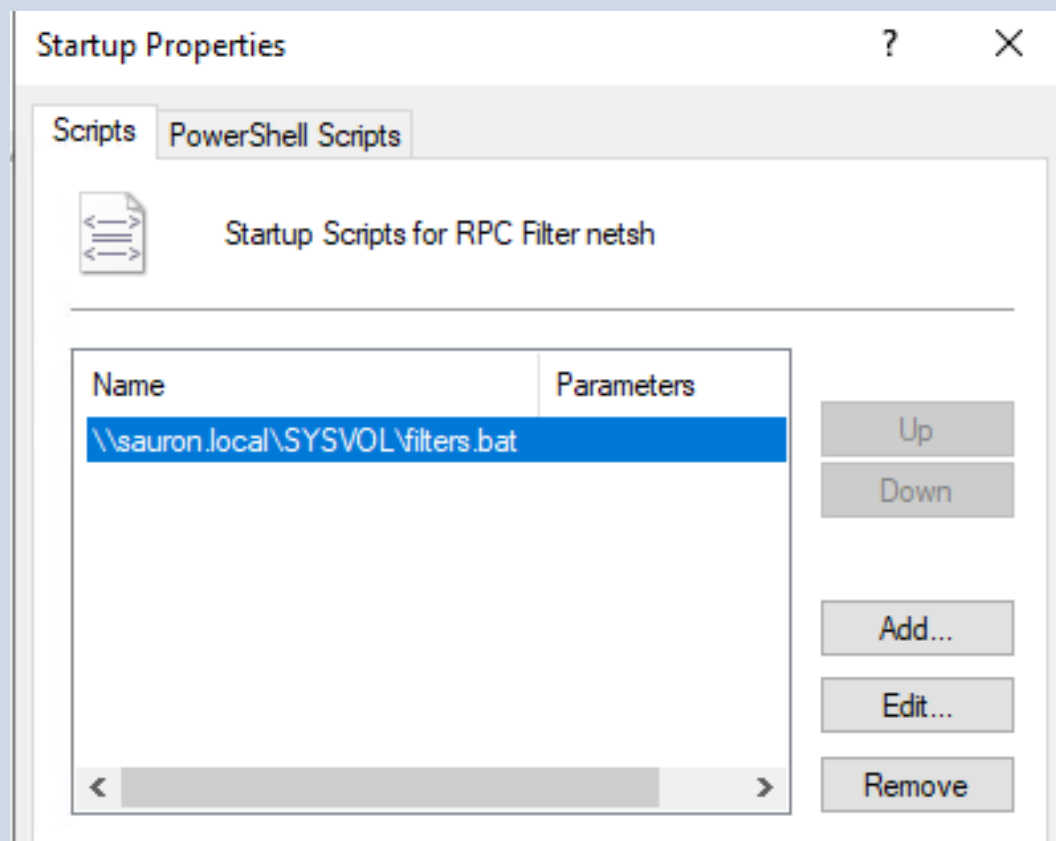 Startup Properties ? ×
Scripts PowerShell Scripts
Startup Scripts for RPC Filter netsh
Name Parameters
\\sauron.local\SYSVOL\filters.bat
Up
Down
Add...
Edit...
Remove